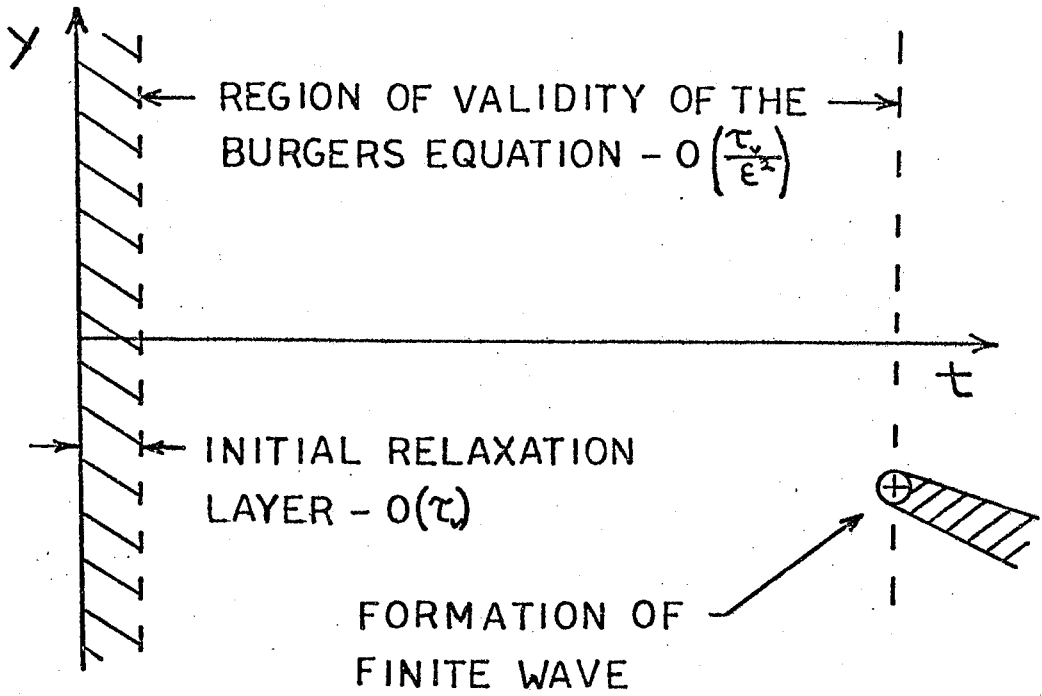 y
REGION OF VALIDITY OF THE
BURGERS EQUATION – O(τᵥ/ε²)
t
INITIAL RELAXATION
LAYER – O(τᵥ)
FORMATION OF
FINITE WAVE